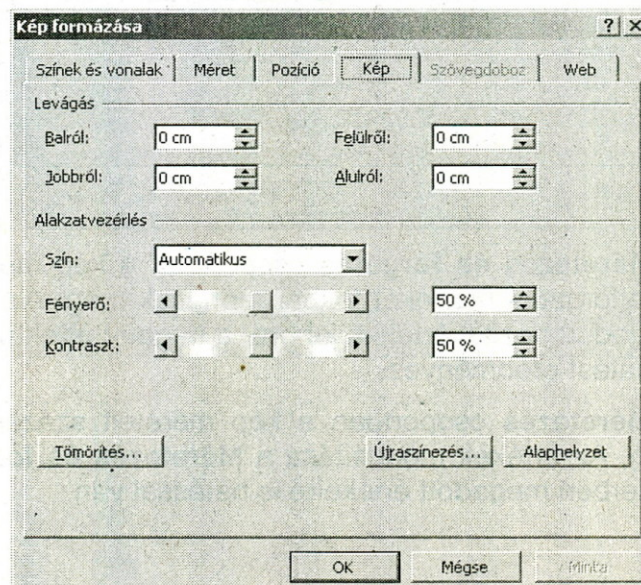 Kép formázása ? ×
Színek és vonalak Méret Pozíció Kép Szövegdoboz Web
Levágás
Balról: 0 cm Felülről: 0 cm
Jobbról: 0 cm Alulról: 0 cm
Alakzatvezérlés
Szín: Automatikus
Fényerő: 50 %
Kontraszt: 50 %
Tömörítés... Újraszínezés... Alaphelyzet
OK Mégse Minta